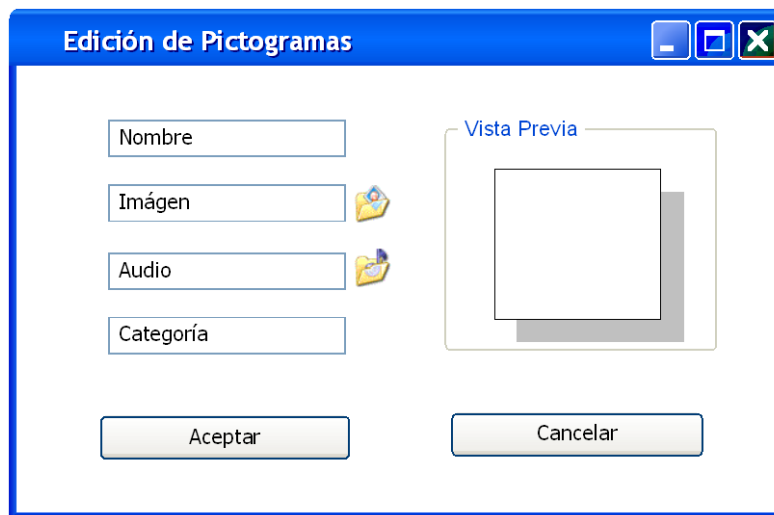 Edición de Pictogramas
Nombre
Imágen
Audio
Categoría
Vista Previa
Aceptar
Cancelar